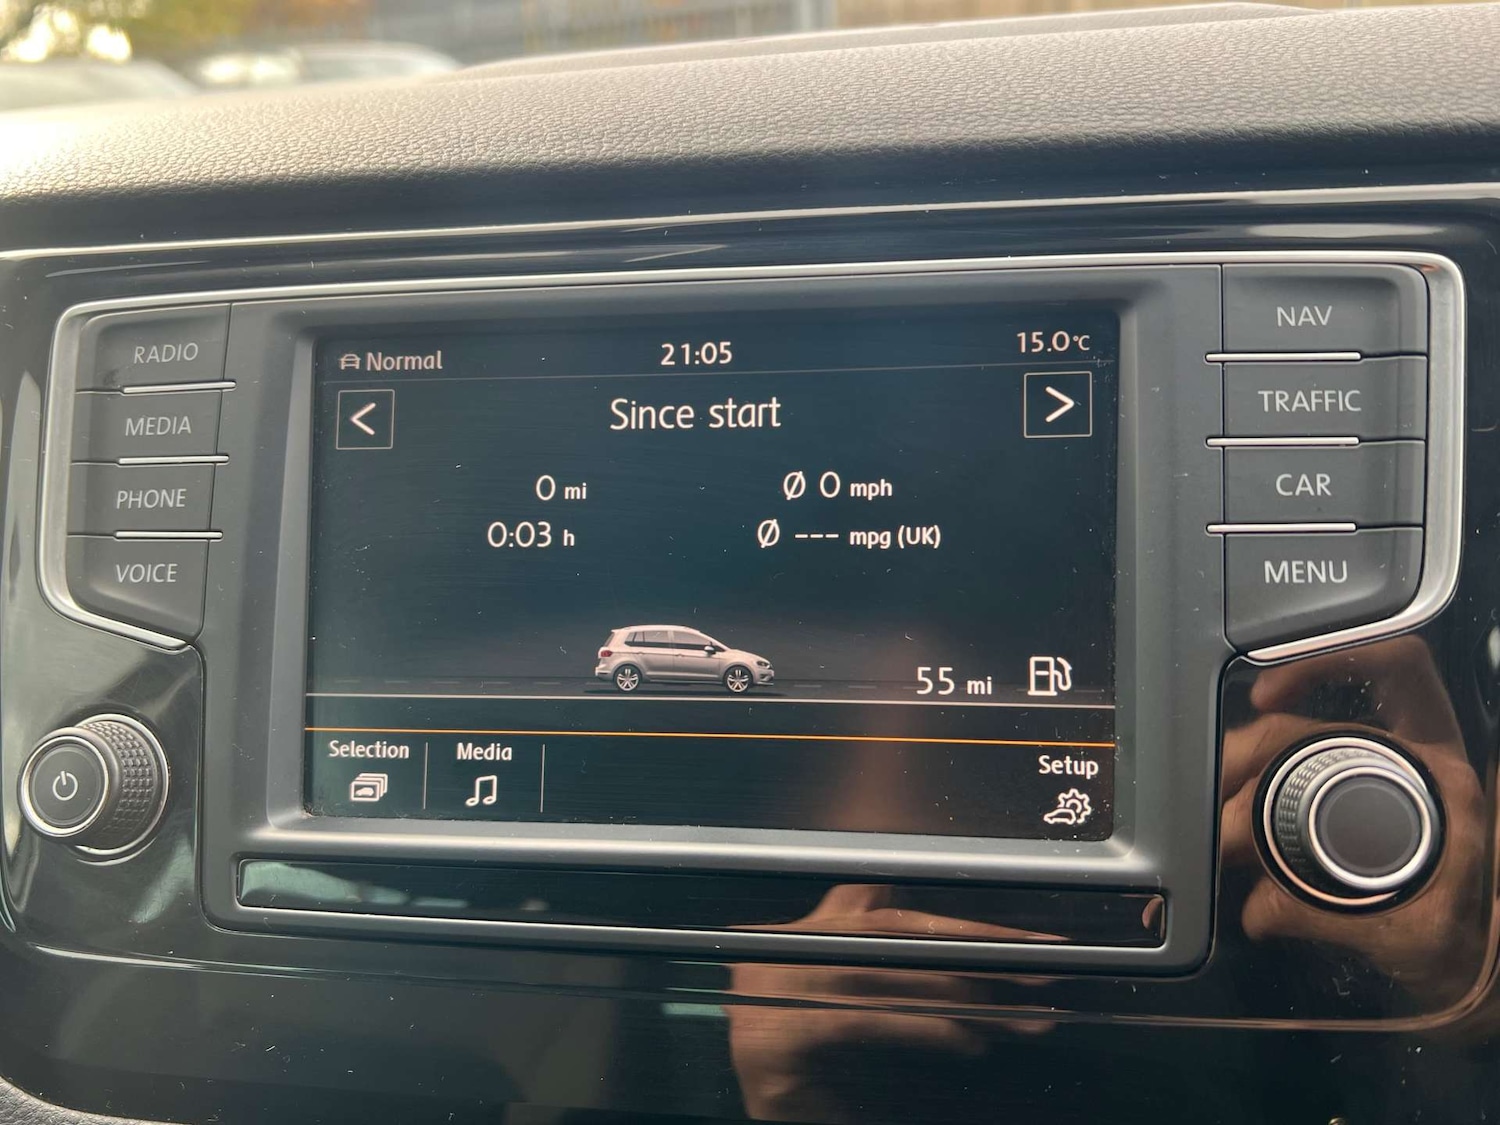 RADIO
MEDIA
PHONE
VOICE
Normal
21:05
15.0°C
<
Since start
>
0 mi
Ø 0 mph
0:03 h
Ø --- mpg (UK)
55 mi
Selection
Media
Setup
NAV
TRAFFIC
CAR
MENU